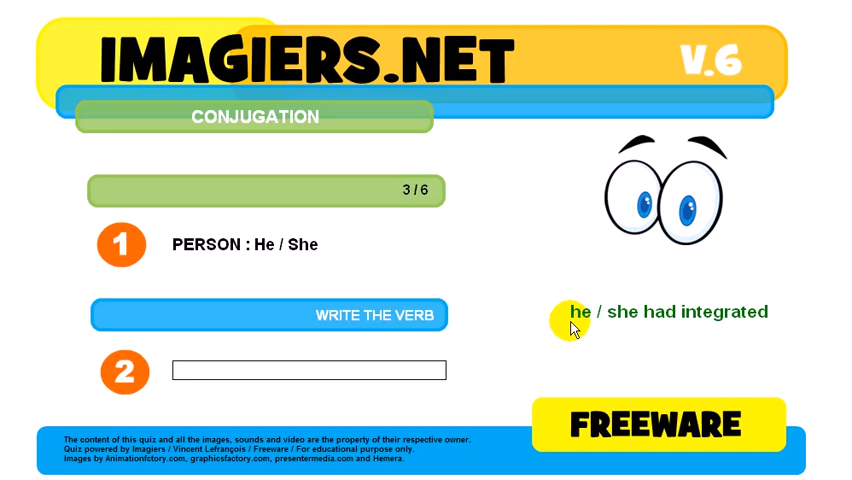 IMAGIERS.NET
V.6
CONJUGATION
3 / 6
1
PERSON : He / She
WRITE THE VERB
he / she had integrated
2
FREEWARE
The content of this quiz and all the images, sounds and video are the property of their respective owner.
Quiz powered by Imagiers / Vincent Lefrançois / Freeware / For educational purpose only.
Images by Animationfctory.com, graphicsfactory.com, presentermedia.com and Hemera.